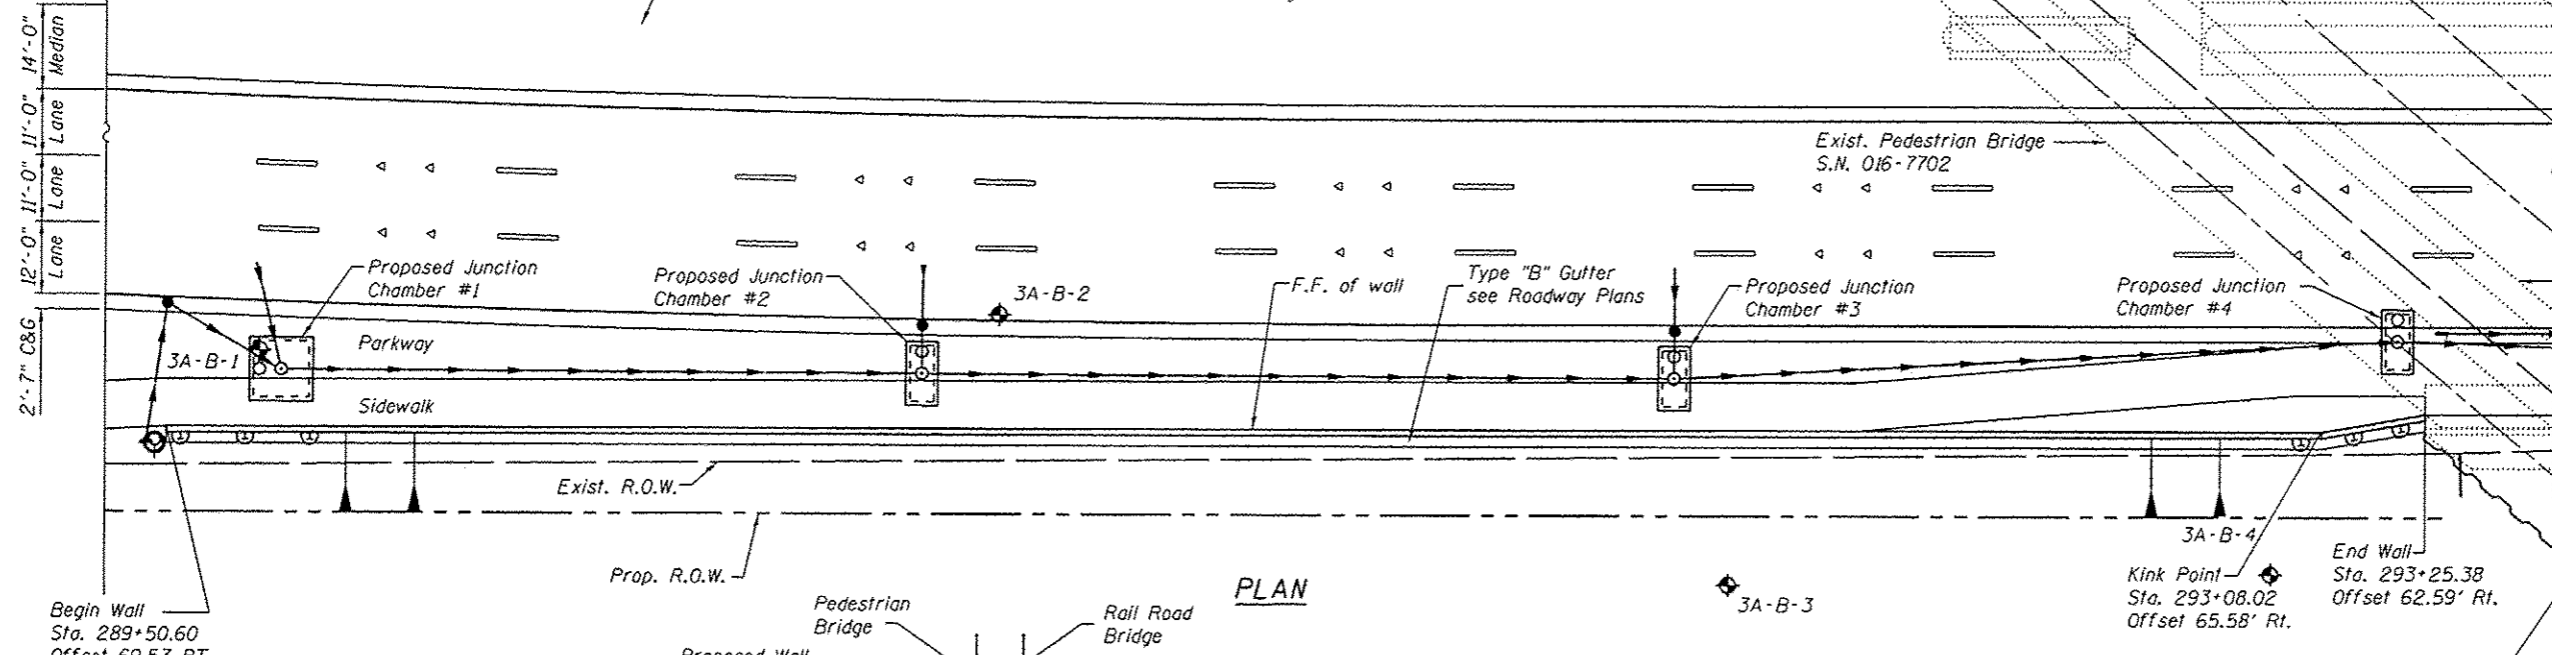 14'-0"
Median
11'-0"
Lane
11'-0"
Lane
12'-0"
Lane
2'-7" C&G
Exist. Pedestrian Bridge
S.N. 016-7702
Proposed Junction
Chamber #1
Proposed Junction
Chamber #2
3A-B-2
F.F. of wall
Type "B" Gutter
see Roadway Plans
Proposed Junction
Chamber #3
Proposed Junction
Chamber #4
3A-B-1
Parkway
Sidewalk
Exist. R.O.W.
Prop. R.O.W.
PLAN
3A-B-3
3A-B-4
Kink Point
Sta. 293+08.02
Offset 65.58' Rt.
End Wall
Sta. 293+25.38
Offset 62.59' Rt.
Begin Wall
Sta. 289+50.60
Pedestrian
Bridge
Rail Road
Bridge
Proposed Wall